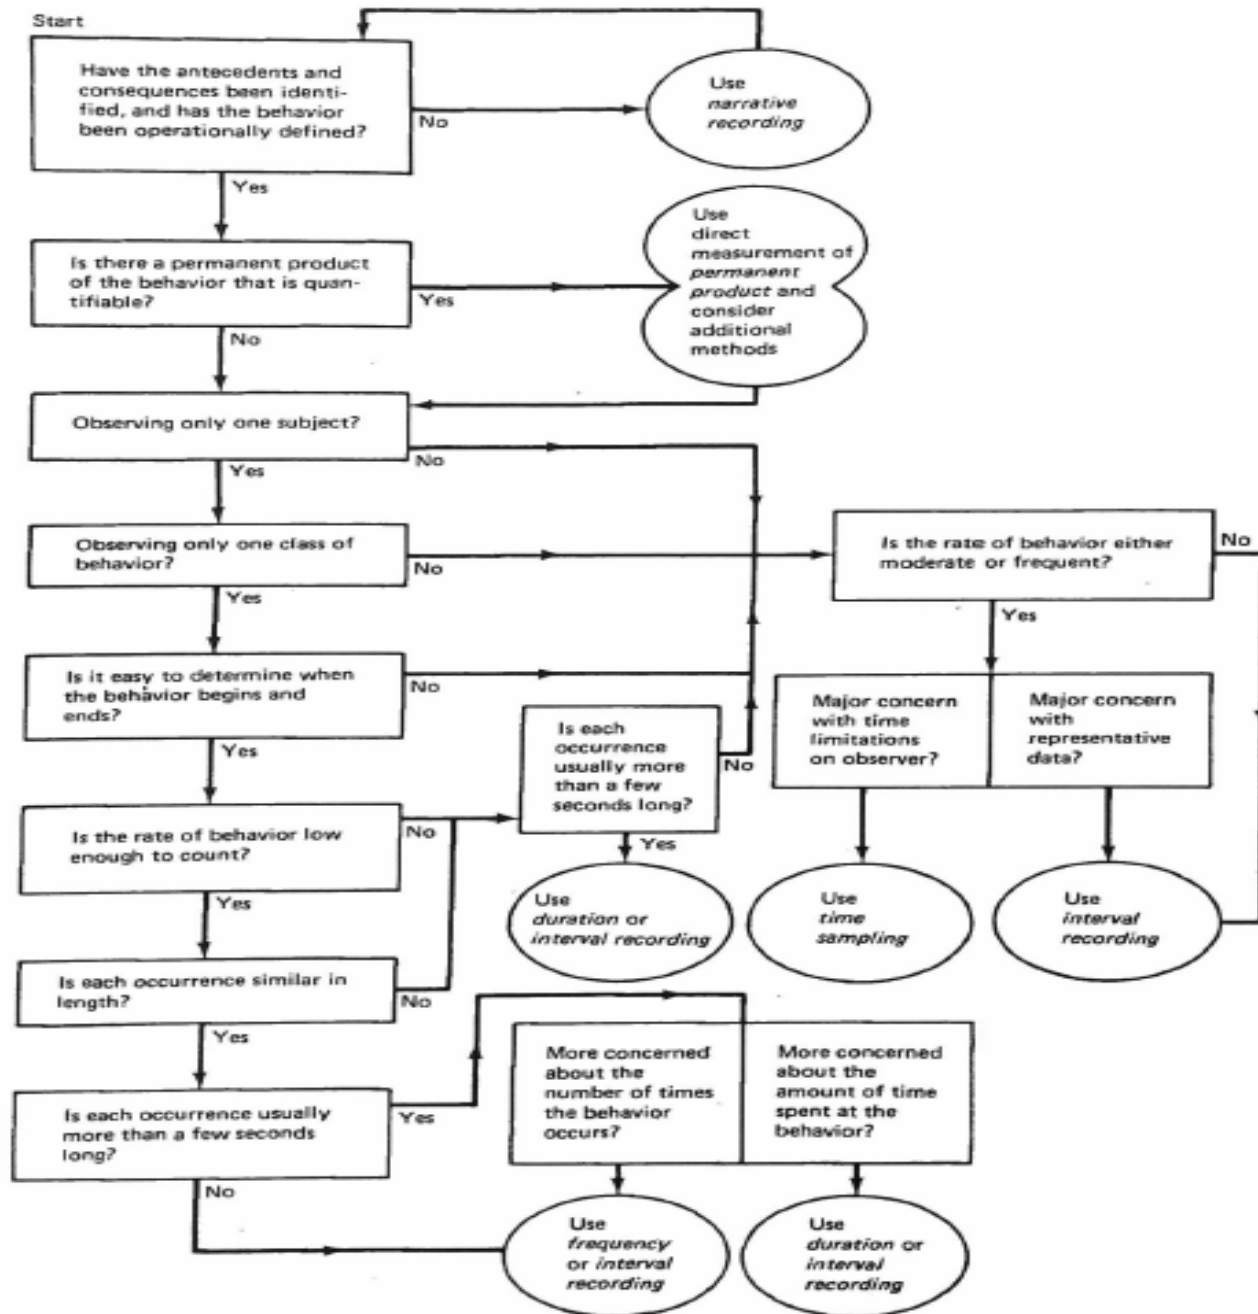 Start
Have the antecedents and
consequences been identi-
fied, and has the behavior
been operationally defined?
No
Use
narrative
recording
Yes
Is there a permanent product
of the behavior that is quan-
tifiable?
Yes
Use
direct
measurement of
permanent
product and
consider
additional
methods
No
Observing only one subject?
No
Yes
Observing only one class of
behavior?
No
Is the rate of behavior either
moderate or frequent?
No
Yes
Yes
Is it easy to determine when
the behavior begins and
ends?
No
Major concern
with time
limitations
on observer?
Major concern
with
representative
data?
Yes
Is each
occurrence
usually more
than a few
seconds long?
No
Yes
Is the rate of behavior low
enough to count?
No
Yes
Use
duration or
interval recording
Use
time
sampling
Use
interval
recording
Is each occurrence similar in
length?
No
Yes
Is each occurrence usually
more than a few seconds
long?
Yes
No
More concerned
about the
number of times
the behavior
occurs?
More concerned
about the
amount of time
spent at the
behavior?
Use
frequency
or interval
recording
Use
duration or
interval
recording